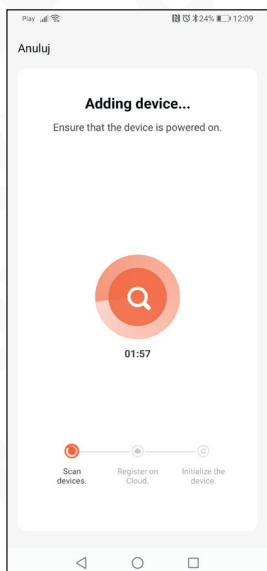 Play 24% 12:09
Anuluj
Adding device...
Ensure that the device is powered on.
01:57
Scan devices.
Register on Cloud.
Initialize the device.